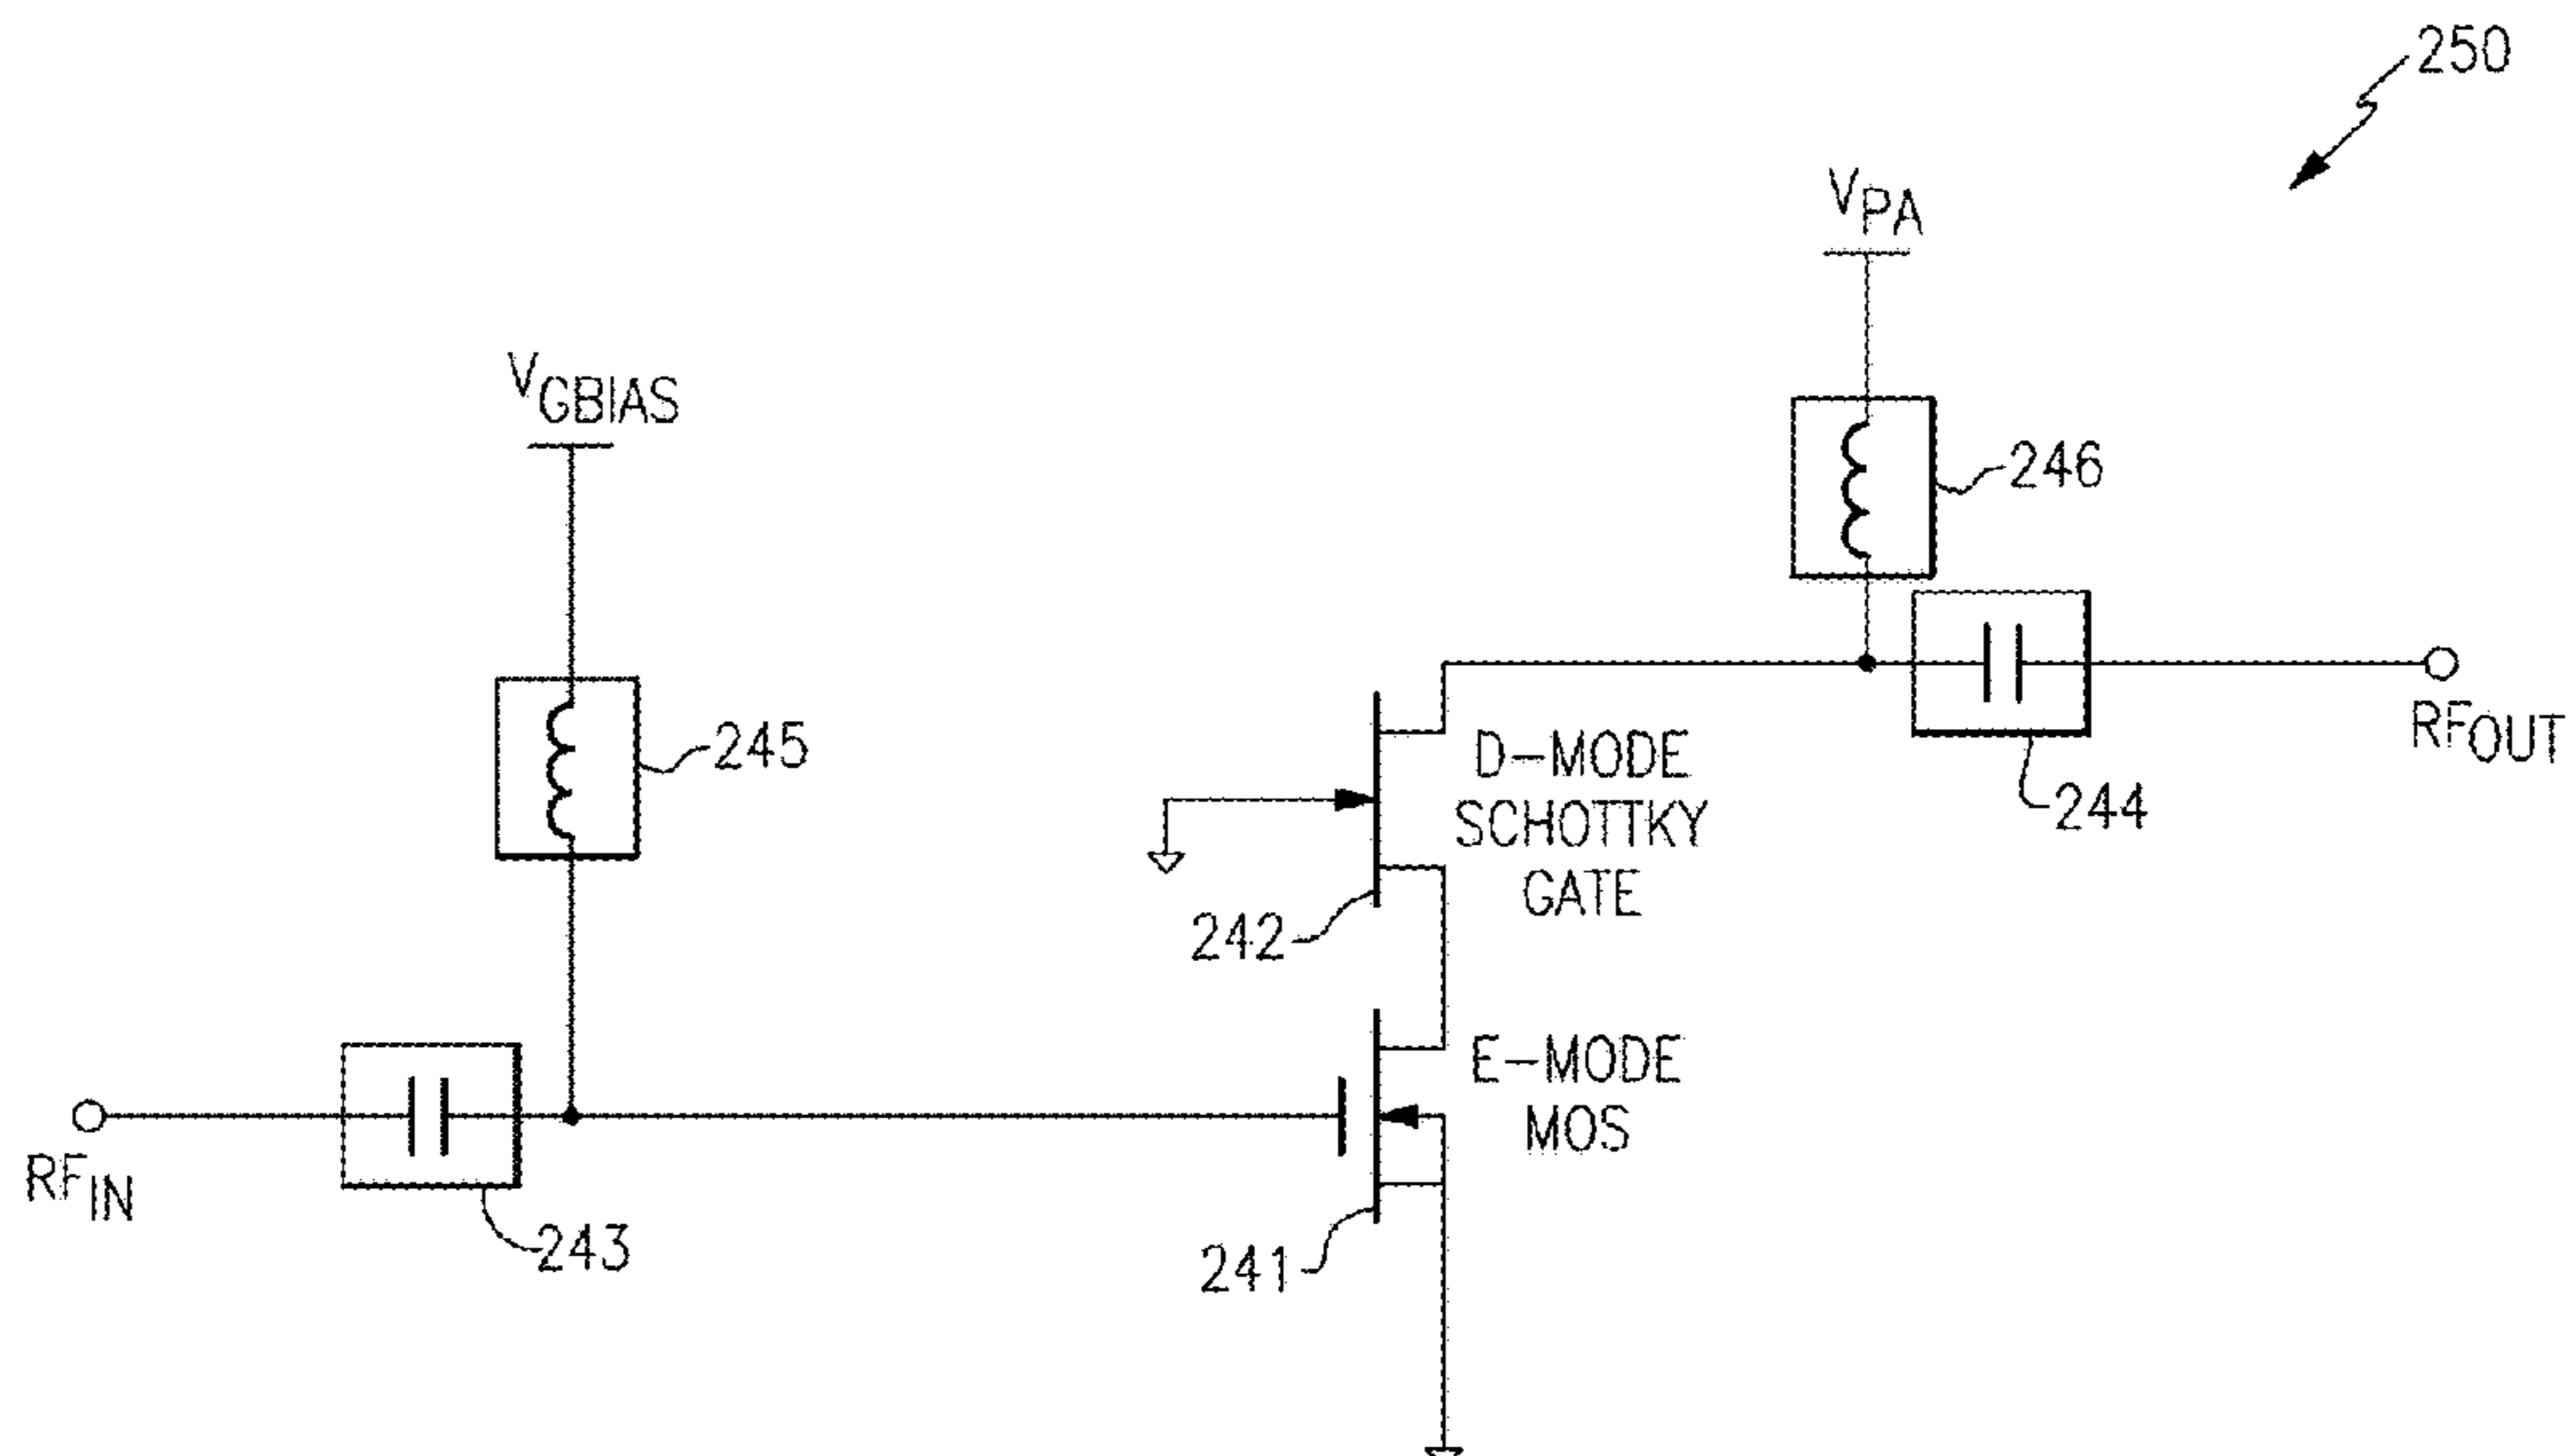 250
VPA
VGBIAS
246
245
D-MODE
SCHOTTKY
GATE
RFOUT
244
242
E-MODE
MOS
RFIN
243
241